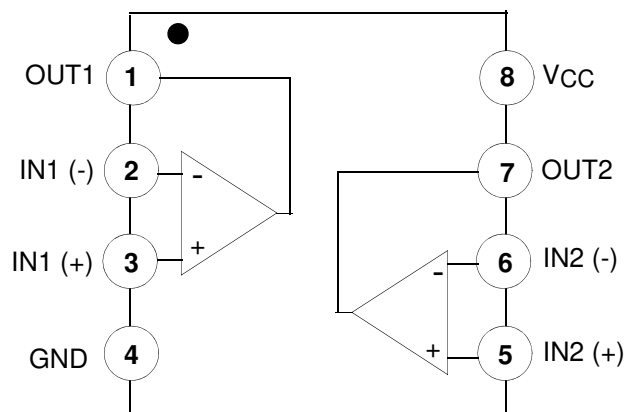 OUT1 1 8 VCC
IN1 (-) 2 - 7 OUT2
IN1 (+) 3 + - 6 IN2 (-)
GND 4 + 5 IN2 (+)